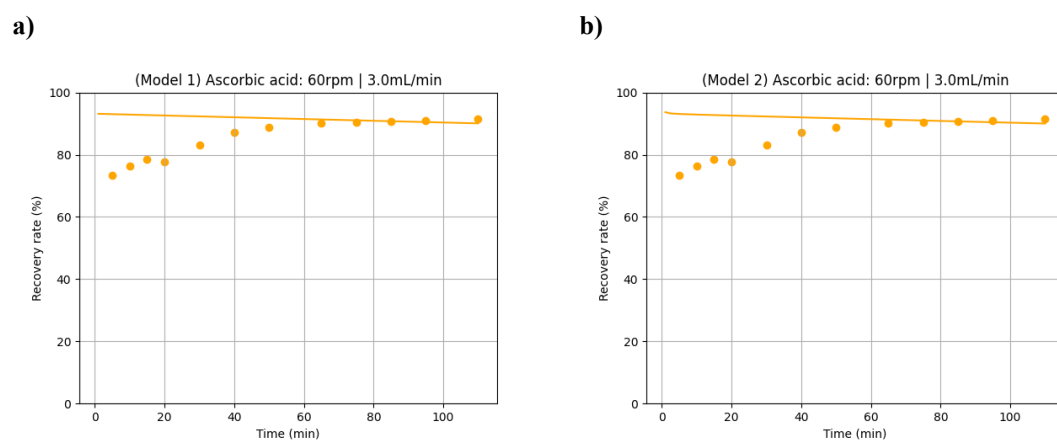 a)
(Model 1) Ascorbic acid: 60rpm | 3.0mL/min
Recovery rate (%)
100
80
60
40
20
0
0 20 40 60 80 100
Time (min)
b)
(Model 2) Ascorbic acid: 60rpm | 3.0mL/min
Recovery rate (%)
100
80
60
40
20
0
0 20 40 60 80 100
Time (min)